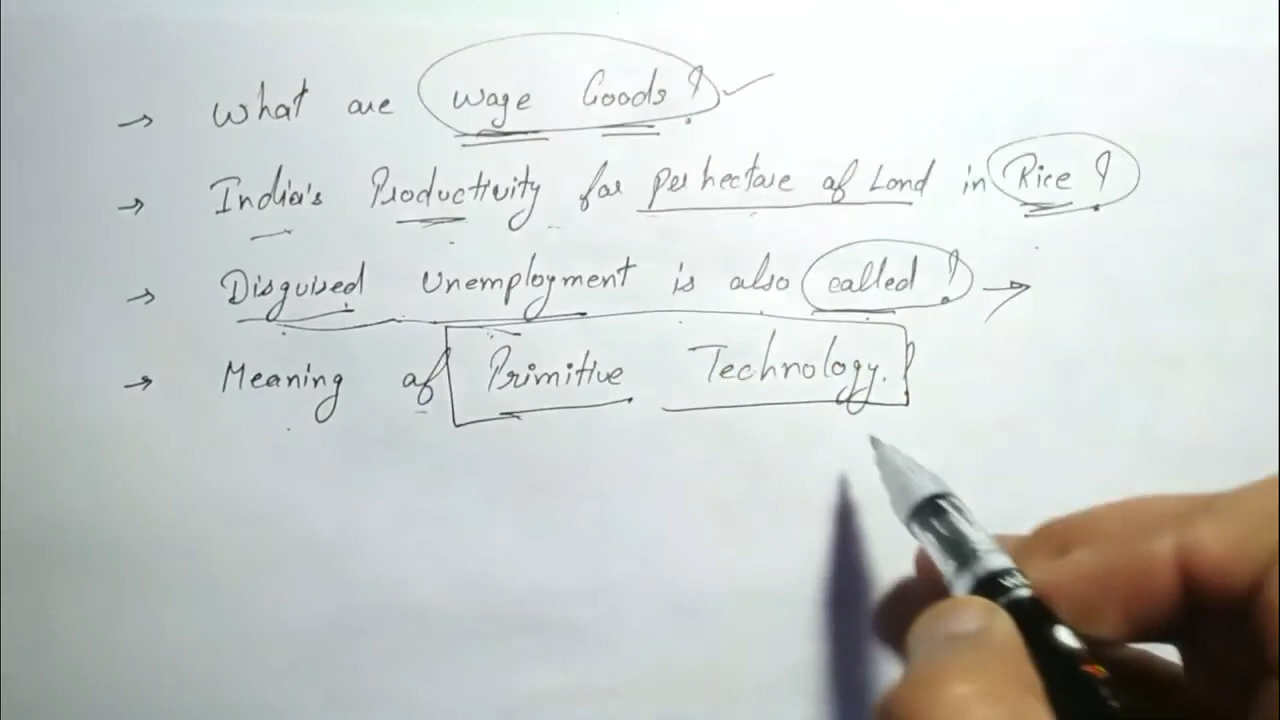 → What are Wage Goods?
→ India's Productivity for per hectare of Land in Rice?
→ Disguised Unemployment is also called? →
→ Meaning of Primitive Technology.?